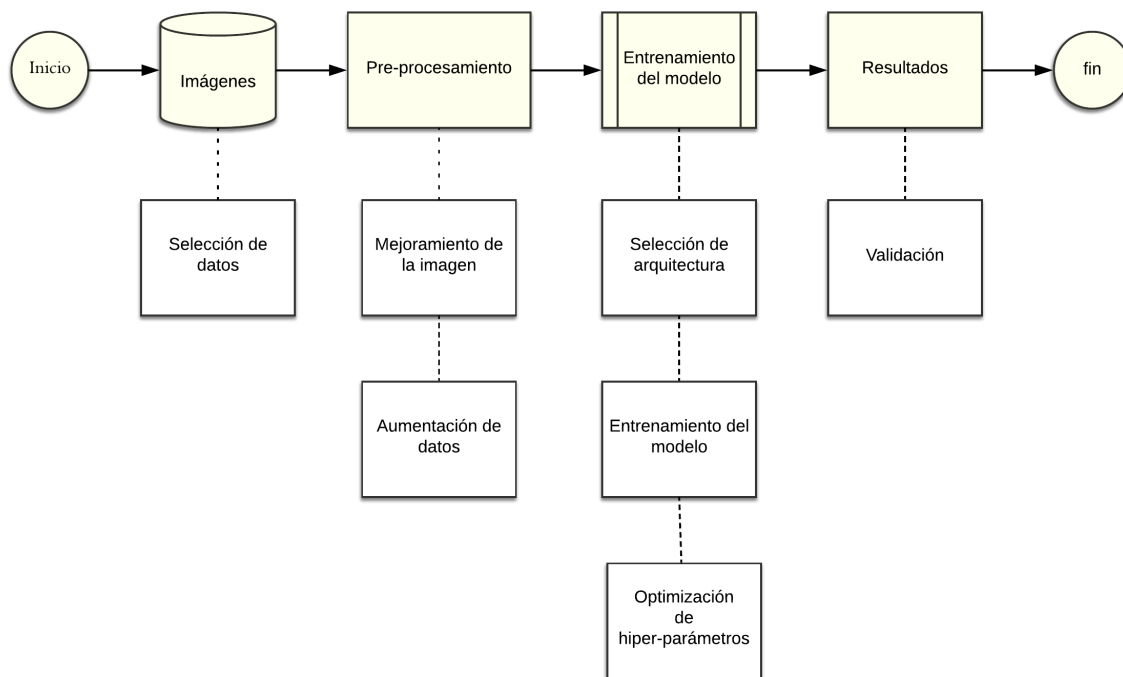 Inicio
Imágenes
Pre-procesamiento
Entrenamiento
del modelo
Resultados
fin
Selección de
datos
Mejoramiento de
la imagen
Selección de
arquitectura
Validación
Aumentación de
datos
Entrenamiento del
modelo
Optimización
de
hiper-parámetros